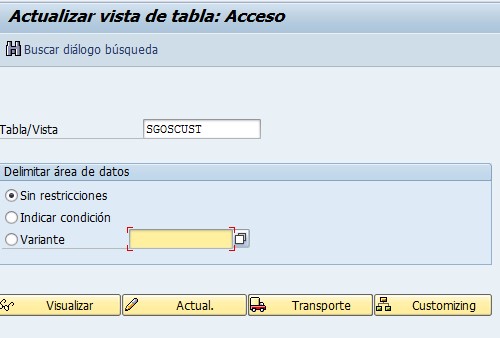 Actualizar vista de tabla: Acceso
Buscar diálogo búsqueda
Tabla/Vista SGOSCUST
Delimitar área de datos
Sin restricciones
Indicar condición
Variante
Visualizar Actual. Transporte Customizing